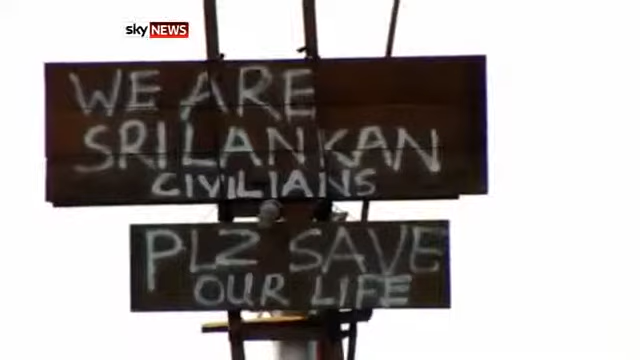 sky NEWS
WE ARE
SRILANKAN
CIVILIANS
PLZ SAVE
OUR LIFE